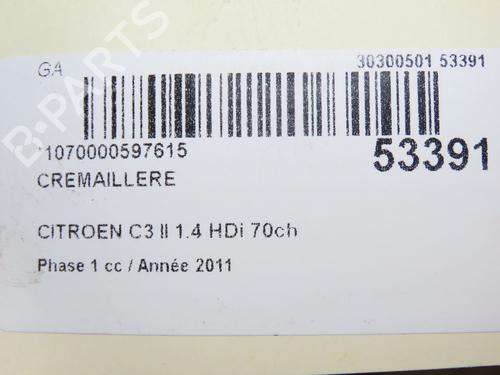 GA 30300501 53391
*1070000597615 53391
CREMAILLERE
CITROEN C3 II 1.4 HDi 70ch
Phase 1 cc / Année 2011
B-PARTS